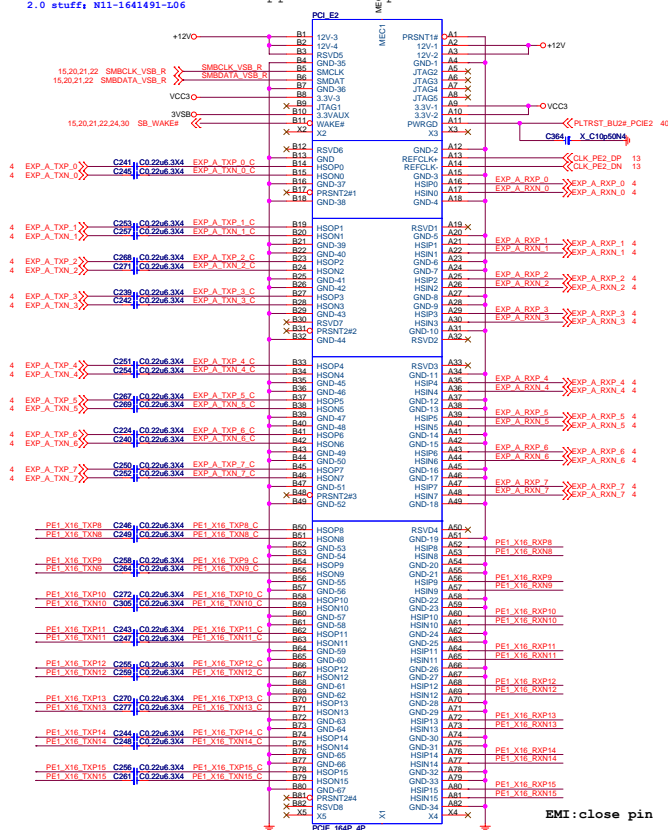 2.0 stuff: N11-1641491-L06
PCI_E2
MEC1
+12V
B1 12V-3 PRSNT1# A1
B2 12V-4 12V-1 A2
B3 RSVD5 12V-2 A3 +12V
B4 GND-35 GND-1 A4
15,20,21,22 SMBCLK_VSB_R SMBCLK_VSB_R B5 SMCLK JTAG2 A5
15,20,21,22 SMBDATA_VSB_R SMBDATA_VSB_R B6 SMDAT JTAG3 A6
B7 GND-36 JTAG4 A7
VCC3 B8 3.3V-3 JTAG5 A8
B9 JTAG1 3.3V-1 A9 VCC3
3VSB B10 3.3VAUX 3.3V-2 A10
15,20,21,22,24,30 SB_WAKE# B11 WAKE# PWRGD A11 PLTRST_BU2#_PCIE2 40
X2 X2 X3 X3
C364 X_C10p50N4
B12 RSVD6 GND-2 A12
B13 GND REFCLK+ A13 CLK_PE2_DP 13
4 EXP_A_TXP_0 C241 C0.22u6.3X4 EXP_A_TXP_0_C B14 HSOP0 REFCLK- A14 CLK_PE2_DN 13
4 EXP_A_TXN_0 C245 C0.22u6.3X4 EXP_A_TXN_0_C B15 HSON0 GND-3 A15
B16 GND-37 HSIP0 A16 EXP_A_RXP_0 EXP_A_RXP_0 4
B17 PRSNT2#1 HSIN0 A17 EXP_A_RXN_0 EXP_A_RXN_0 4
B18 GND-38 GND-4 A18
4 EXP_A_TXP_1 C253 C0.22u6.3X4 EXP_A_TXP_1_C B19 HSOP1 RSVD1 A19
4 EXP_A_TXN_1 C257 C0.22u6.3X4 EXP_A_TXN_1_C B20 HSON1 GND-5 A20
B21 GND-39 HSIP1 A21 EXP_A_RXP_1 EXP_A_RXP_1 4
B22 GND-40 HSIN1 A22 EXP_A_RXN_1 EXP_A_RXN_1 4
4 EXP_A_TXP_2 C268 C0.22u6.3X4 EXP_A_TXP_2_C B23 HSOP2 GND-6 A23
4 EXP_A_TXN_2 C271 C0.22u6.3X4 EXP_A_TXN_2_C B24 HSON2 GND-7 A24
B25 GND-41 HSIP2 A25 EXP_A_RXP_2 EXP_A_RXP_2 4
B26 GND-42 HSIN2 A26 EXP_A_RXN_2 EXP_A_RXN_2 4
4 EXP_A_TXP_3 C239 C0.22u6.3X4 EXP_A_TXP_3_C B27 HSOP3 GND-8 A27
4 EXP_A_TXN_3 C242 C0.22u6.3X4 EXP_A_TXN_3_C B28 HSON3 GND-9 A28
B29 GND-43 HSIP3 A29 EXP_A_RXP_3 EXP_A_RXP_3 4
B30 RSVD7 HSIN3 A30 EXP_A_RXN_3 EXP_A_RXN_3 4
B31 PRSNT2#2 GND-10 A31
B32 GND-44 RSVD2 A32
4 EXP_A_TXP_4 C251 C0.22u6.3X4 EXP_A_TXP_4_C B33 HSOP4 RSVD3 A33
4 EXP_A_TXN_4 C254 C0.22u6.3X4 EXP_A_TXN_4_C B34 HSON4 GND-11 A34
B35 GND-45 HSIP4 A35 EXP_A_RXP_4 EXP_A_RXP_4 4
B36 GND-46 HSIN4 A36 EXP_A_RXN_4 EXP_A_RXN_4 4
4 EXP_A_TXP_5 C267 C0.22u6.3X4 EXP_A_TXP_5_C B37 HSOP5 GND-12 A37
4 EXP_A_TXN_5 C269 C0.22u6.3X4 EXP_A_TXN_5_C B38 HSON5 GND-13 A38
B39 GND-47 HSIP5 A39 EXP_A_RXP_5 EXP_A_RXP_5 4
B40 GND-48 HSIN5 A40 EXP_A_RXN_5 EXP_A_RXN_5 4
4 EXP_A_TXP_6 C224 C0.22u6.3X4 EXP_A_TXP_6_C B41 HSOP6 GND-14 A41
4 EXP_A_TXN_6 C240 C0.22u6.3X4 EXP_A_TXN_6_C B42 HSON6 GND-15 A42
B43 GND-49 HSIP6 A43 EXP_A_RXP_6 EXP_A_RXP_6 4
B44 GND-50 HSIN6 A44 EXP_A_RXN_6 EXP_A_RXN_6 4
4 EXP_A_TXP_7 C250 C0.22u6.3X4 EXP_A_TXP_7_C B45 HSOP7 GND-16 A45
4 EXP_A_TXN_7 C252 C0.22u6.3X4 EXP_A_TXN_7_C B46 HSON7 GND-17 A46
B47 GND-51 HSIP7 A47 EXP_A_RXP_7 EXP_A_RXP_7 4
B48 PRSNT2#3 HSIN7 A48 EXP_A_RXN_7 EXP_A_RXN_7 4
B49 GND-52 GND-18 A49
PE1_X16_TXP8 C246 C0.22u6.3X4 PE1_X16_TXP8_C B50 HSOP8 RSVD4 A50
PE1_X16_TXN8 C249 C0.22u6.3X4 PE1_X16_TXN8_C B51 HSON8 GND-19 A51
B52 GND-53 HSIP8 A52 PE1_X16_RXP8
B53 GND-54 HSIN8 A53 PE1_X16_RXN8
PE1_X16_TXP9 C258 C0.22u6.3X4 PE1_X16_TXP9_C B54 HSOP9 GND-20 A54
PE1_X16_TXN9 C264 C0.22u6.3X4 PE1_X16_TXN9_C B55 HSON9 GND-21 A55
B56 GND-55 HSIP9 A56 PE1_X16_RXP9
B57 GND-56 HSIN9 A57 PE1_X16_RXN9
PE1_X16_TXP10 C272 C0.22u6.3X4 PE1_X16_TXP10_C B58 HSOP10 GND-22 A58
PE1_X16_TXN10 C305 C0.22u6.3X4 PE1_X16_TXN10_C B59 HSON10 GND-23 A59
B60 GND-57 HSIP10 A60 PE1_X16_RXP10
B61 GND-58 HSIN10 A61 PE1_X16_RXN10
PE1_X16_TXP11 C243 C0.22u6.3X4 PE1_X16_TXP11_C B62 HSOP11 GND-24 A62
PE1_X16_TXN11 C247 C0.22u6.3X4 PE1_X16_TXN11_C B63 HSON11 GND-25 A63
B64 GND-59 HSIP11 A64 PE1_X16_RXP11
B65 GND-60 HSIN11 A65 PE1_X16_RXN11
PE1_X16_TXP12 C255 C0.22u6.3X4 PE1_X16_TXP12_C B66 HSOP12 GND-26 A66
PE1_X16_TXN12 C259 C0.22u6.3X4 PE1_X16_TXN12_C B67 HSON12 GND-27 A67
B68 GND-61 HSIP12 A68 PE1_X16_RXP12
B69 GND-62 HSIN12 A69 PE1_X16_RXN12
PE1_X16_TXP13 C270 C0.22u6.3X4 PE1_X16_TXP13_C B70 HSOP13 GND-28 A70
PE1_X16_TXN13 C277 C0.22u6.3X4 PE1_X16_TXN13_C B71 HSON13 GND-29 A71
B72 GND-63 HSIP13 A72 PE1_X16_RXP13
B73 GND-64 HSIN13 A73 PE1_X16_RXN13
PE1_X16_TXP14 C244 C0.22u6.3X4 PE1_X16_TXP14_C B74 HSOP14 GND-30 A74
PE1_X16_TXN14 C248 C0.22u6.3X4 PE1_X16_TXN14_C B75 HSON14 GND-31 A75
B76 GND-65 HSIP14 A76 PE1_X16_RXP14
B77 GND-66 HSIN14 A77 PE1_X16_RXN14
PE1_X16_TXP15 C256 C0.22u6.3X4 PE1_X16_TXP15_C B78 HSOP15 GND-32 A78
PE1_X16_TXN15 C261 C0.22u6.3X4 PE1_X16_TXN15_C B79 HSON15 GND-33 A79
B80 GND-67 HSIP15 A80 PE1_X16_RXP15
B81 PRSNT2#4 HSIN15 A81 PE1_X16_RXN15
B82 RSVD8 GND-34 A82
X5 X5 X1 X4 X4
PCIE_164P_4P
EMI:close pin